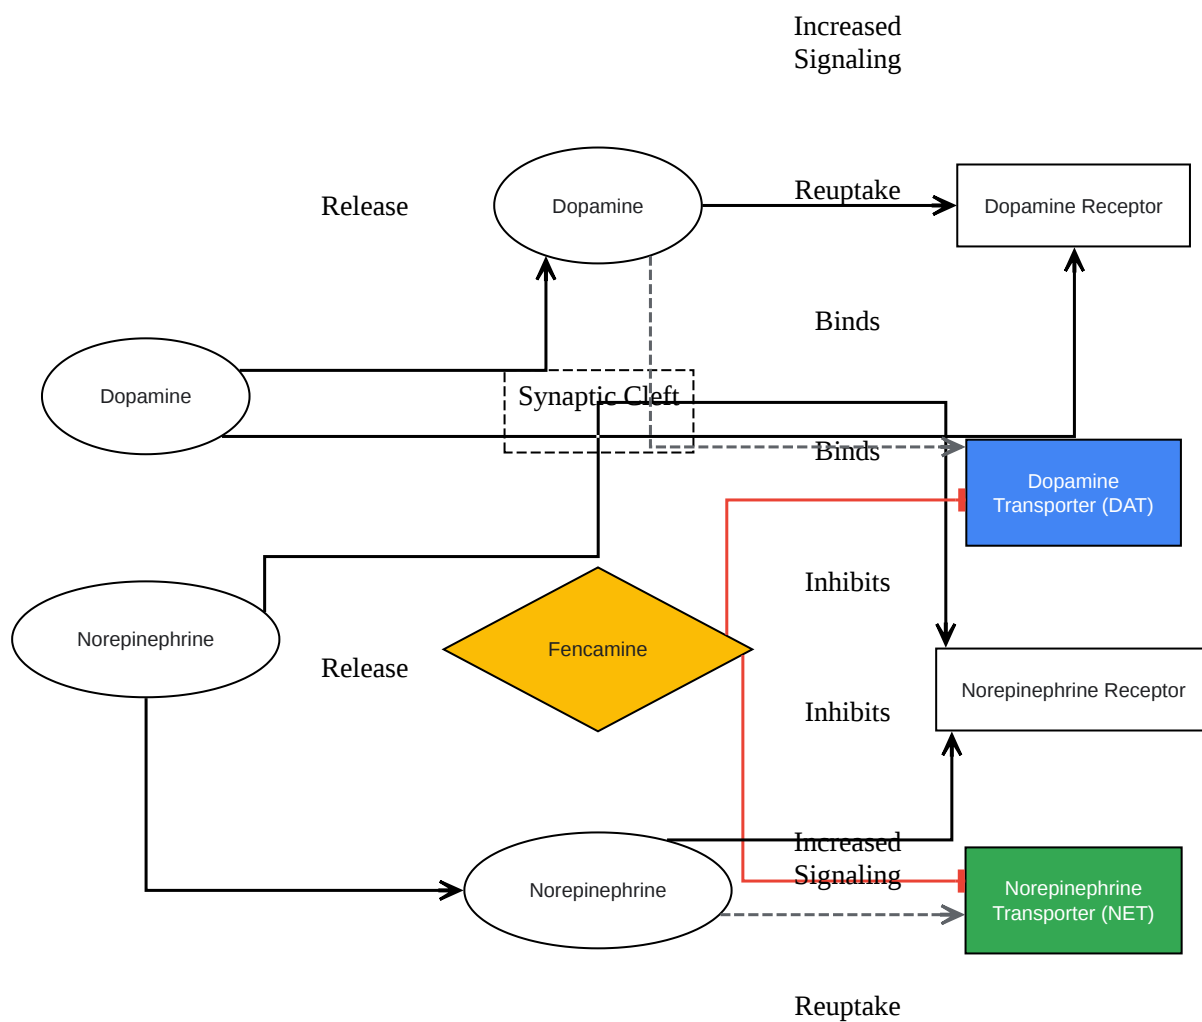 Increased
Signaling
Release
Dopamine
Reuptake
Dopamine Receptor
Binds
Dopamine
Synaptic Cleft
Binds
Dopamine
Transporter (DAT)
Inhibits
Norepinephrine
Release
Fencamine
Norepinephrine Receptor
Inhibits
Increased
Signaling
Norepinephrine
Norepinephrine
Transporter (NET)
Reuptake